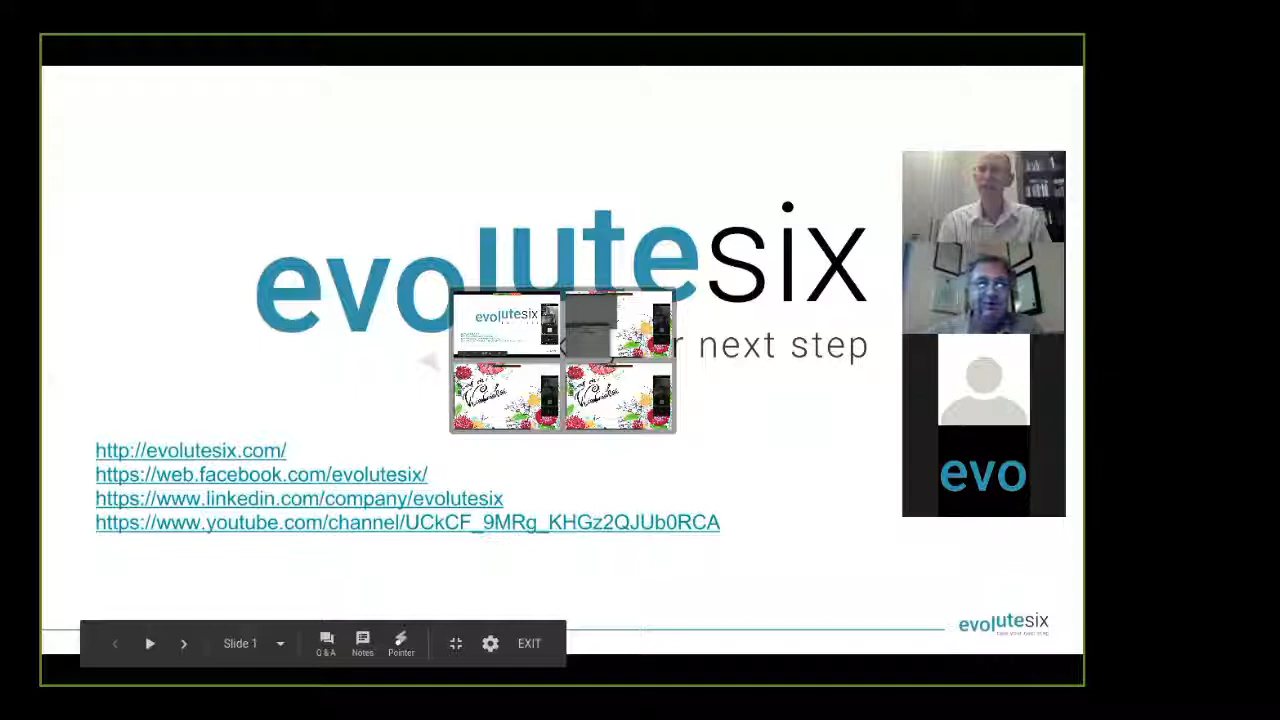 evolutesix
next step
http://evolutesix.com/
https://web.facebook.com/evolutesix/
https://www.linkedin.com/company/evolutesix
https://www.youtube.com/channel/UCkCF_9MRg_KHGz2QJUb0RCA
evo
evolutesix
Slide 1
Q & A
Notes
Pointer
EXIT
evolutesix